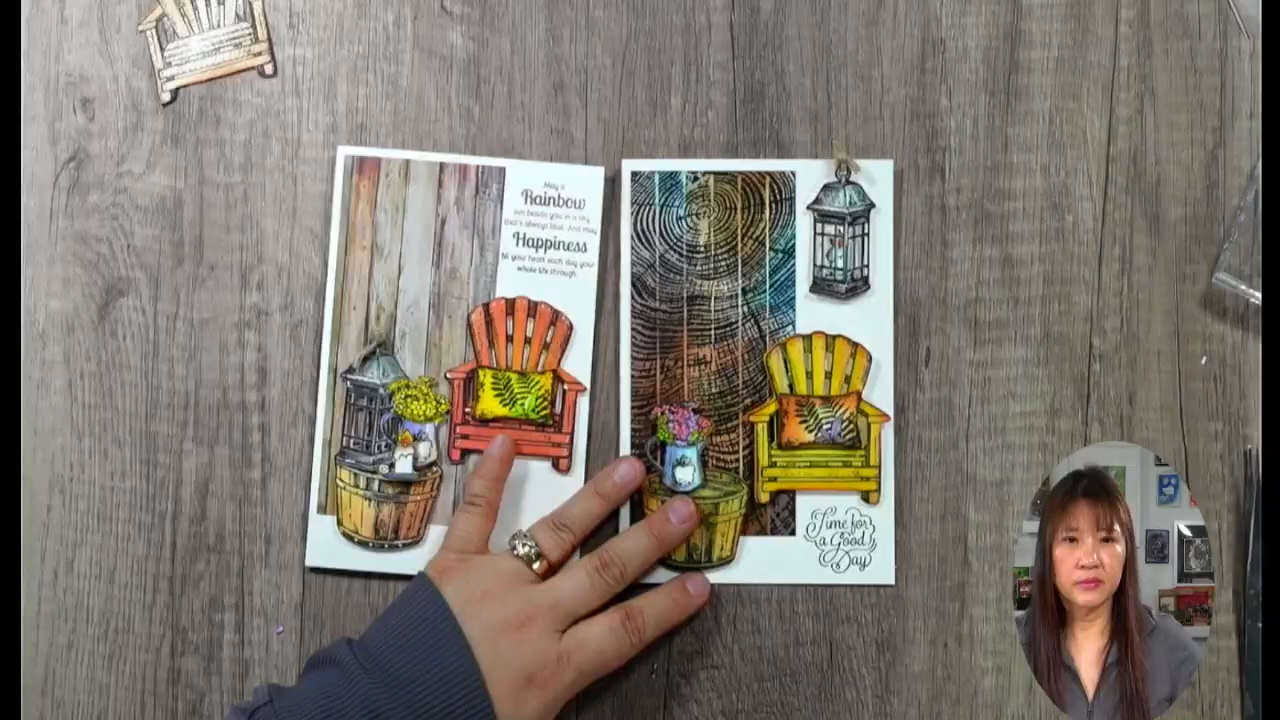 May a
Rainbow
run beside you in a sky
that's always blue. And may
Happiness
fill your heart each day your
whole life through.
Time for
a Good
Day